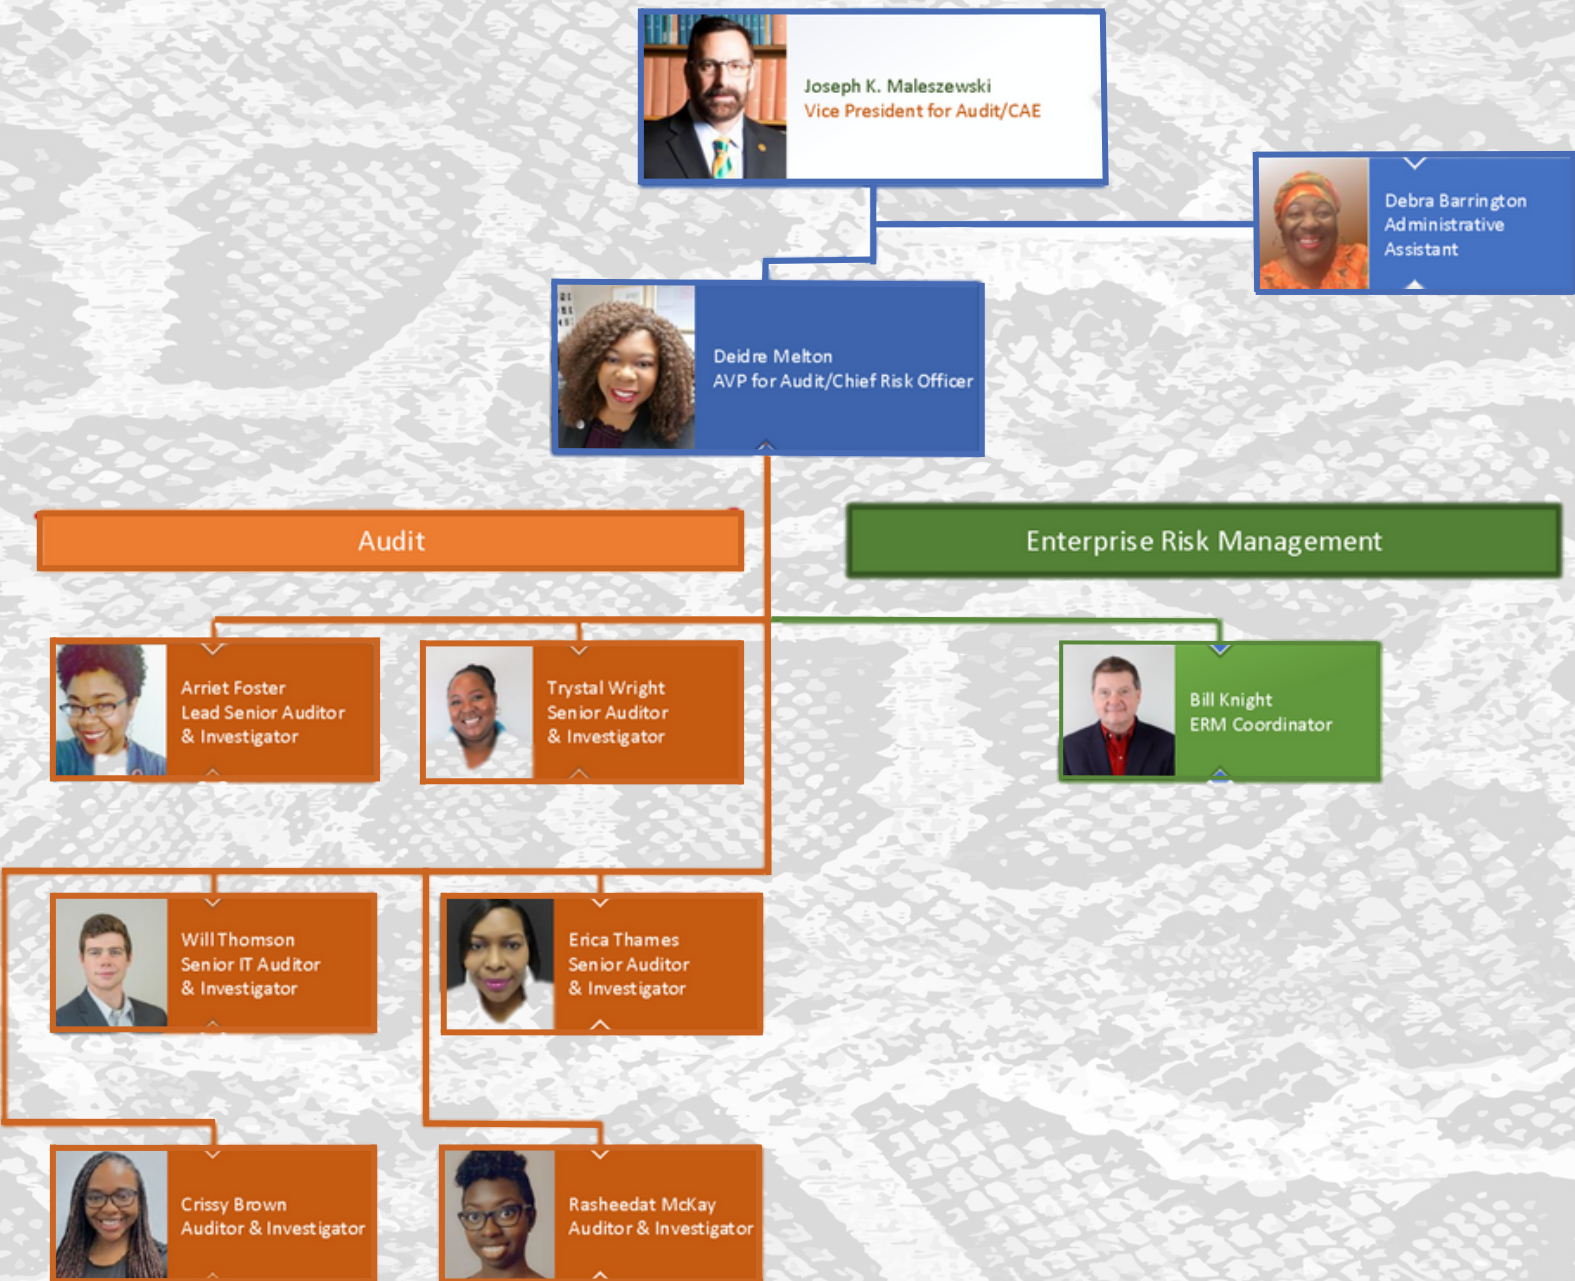 Joseph K. Maleszewski
Vice President for Audit/CAE
Debra Barrington
Administrative
Assistant
Deidre Melton
AVP for Audit/Chief Risk Officer
Audit
Enterprise Risk Management
Arriet Foster
Lead Senior Auditor
& Investigator
Trystal Wright
Senior Auditor
& Investigator
Bill Knight
ERM Coordinator
Will Thomson
Senior IT Auditor
& Investigator
Erica Thames
Senior Auditor
& Investigator
Crissy Brown
Auditor & Investigator
Rasheedat McKay
Auditor & Investigator